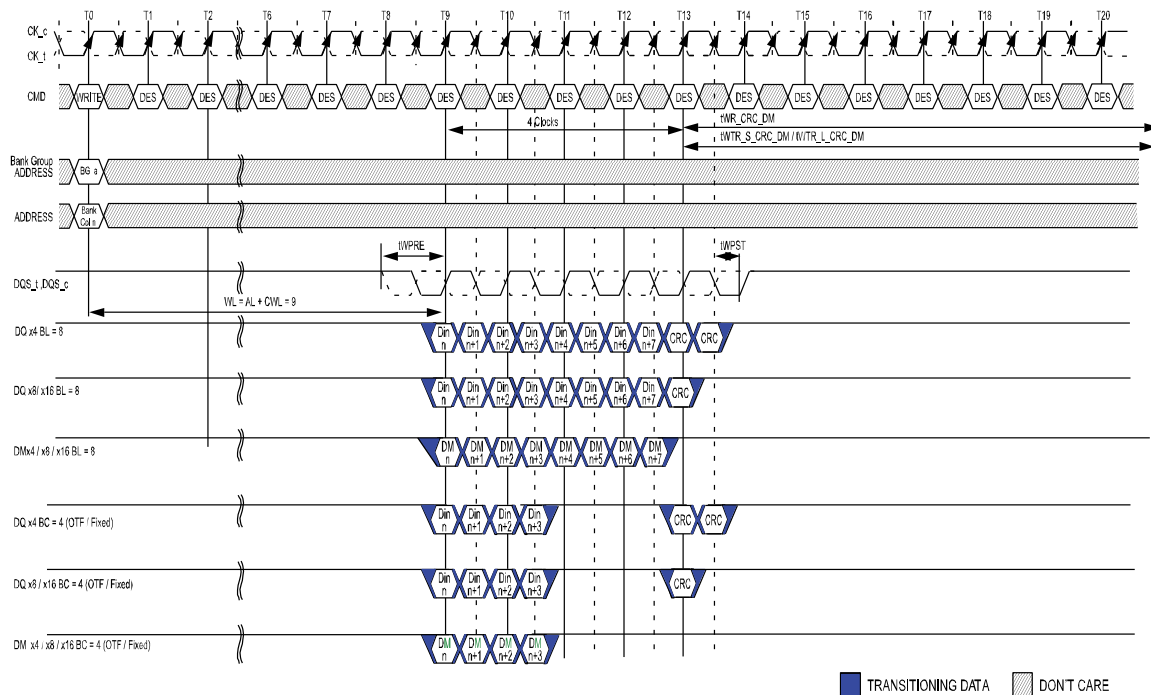 T0 T1 T2 T6 T7 T8 T9 T10 T11 T12 T13 T14 T15 T16 T17 T18 T19 T20
CK_c
CK_t
CMD WRITE DES DES DES DES DES DES DES DES DES DES DES DES DES DES DES DES DES
4 Clocks
tWR_CRC_DM
tWTR_S_CRC_DM / tWTR_L_CRC_DM
Bank Group
ADDRESS
BG a
ADDRESS
Bank
Col n
tWPRE
tWPST
DQS_t ,DQS_c
WL = AL + CWL = 9
DQ x4 BL = 8
Din n Din n+1 Din n+2 Din n+3 Din n+4 Din n+5 Din n+6 Din n+7 CRC CRC
DQ x8/ x16 BL = 8
Din n Din n+1 Din n+2 Din n+3 Din n+4 Din n+5 Din n+6 Din n+7 CRC
DMx4 / x8 / x16 BL = 8
DM n DM n+1 DM n+2 DM n+3 DM n+4 DM n+5 DM n+6 DM n+7
DQ x4 BC = 4 (OTF / Fixed)
Din n Din n+1 Din n+2 Din n+3 CRC CRC
DQ x8 / x16 BC = 4 (OTF / Fixed)
Din n Din n+1 Din n+2 Din n+3 CRC
DM x4 / x8 / x16 BC = 4 (OTF / Fixed)
DM n DM n+1 DM n+2 DM n+3
TRANSITIONING DATA
DON'T CARE